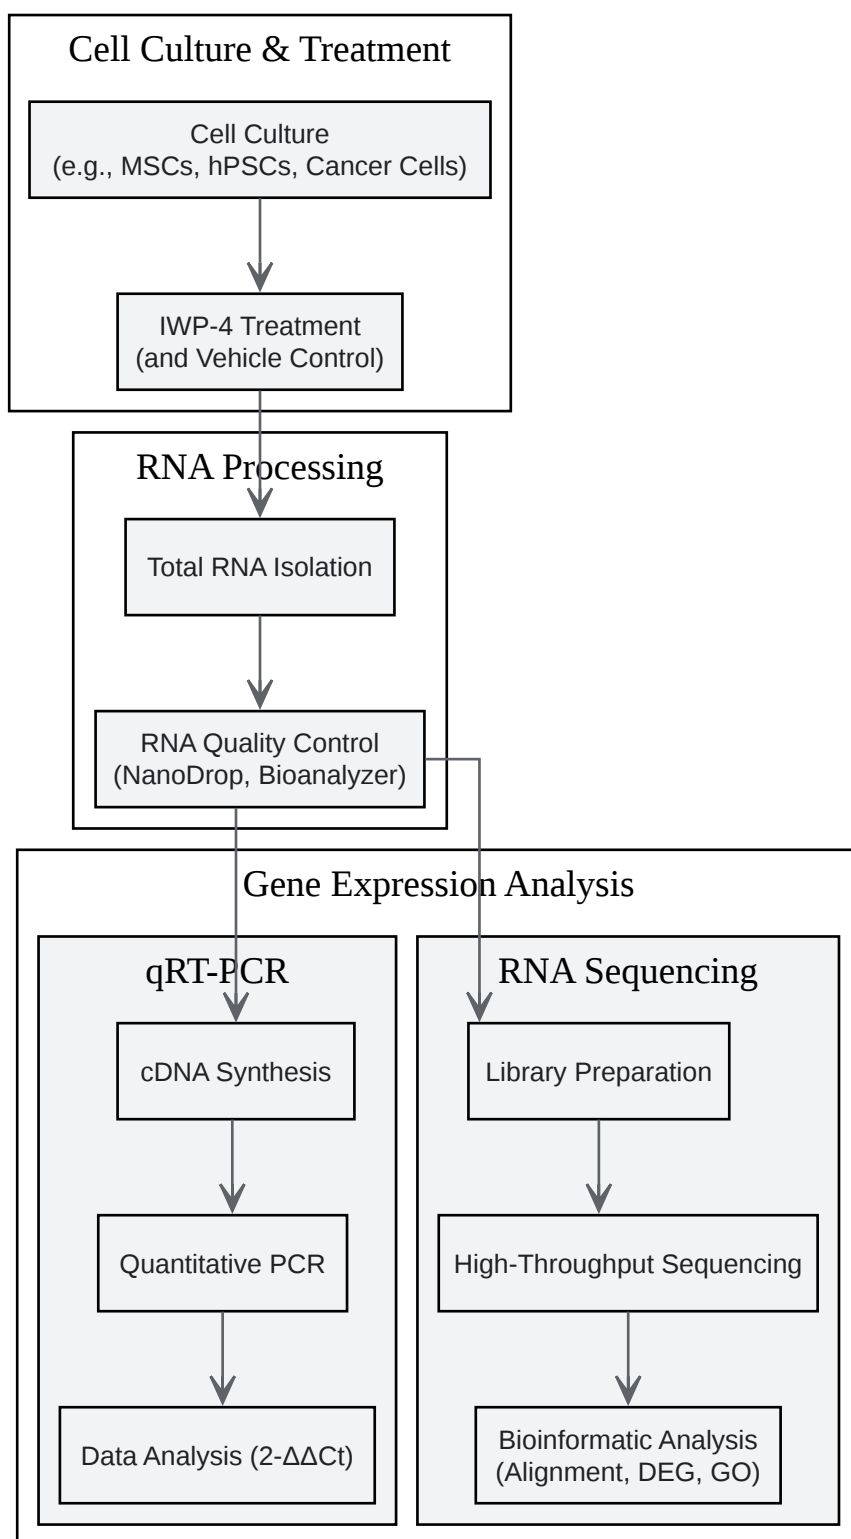 Cell Culture & Treatment
Cell Culture
(e.g., MSCs, hPSCs, Cancer Cells)
IWP-4 Treatment
(and Vehicle Control)
RNA Processing
Total RNA Isolation
RNA Quality Control
(NanoDrop, Bioanalyzer)
Gene Expression Analysis
qRT-PCR
cDNA Synthesis
Quantitative PCR
Data Analysis (2-ΔΔCt)
RNA Sequencing
Library Preparation
High-Throughput Sequencing
Bioinformatic Analysis
(Alignment, DEG, GO)